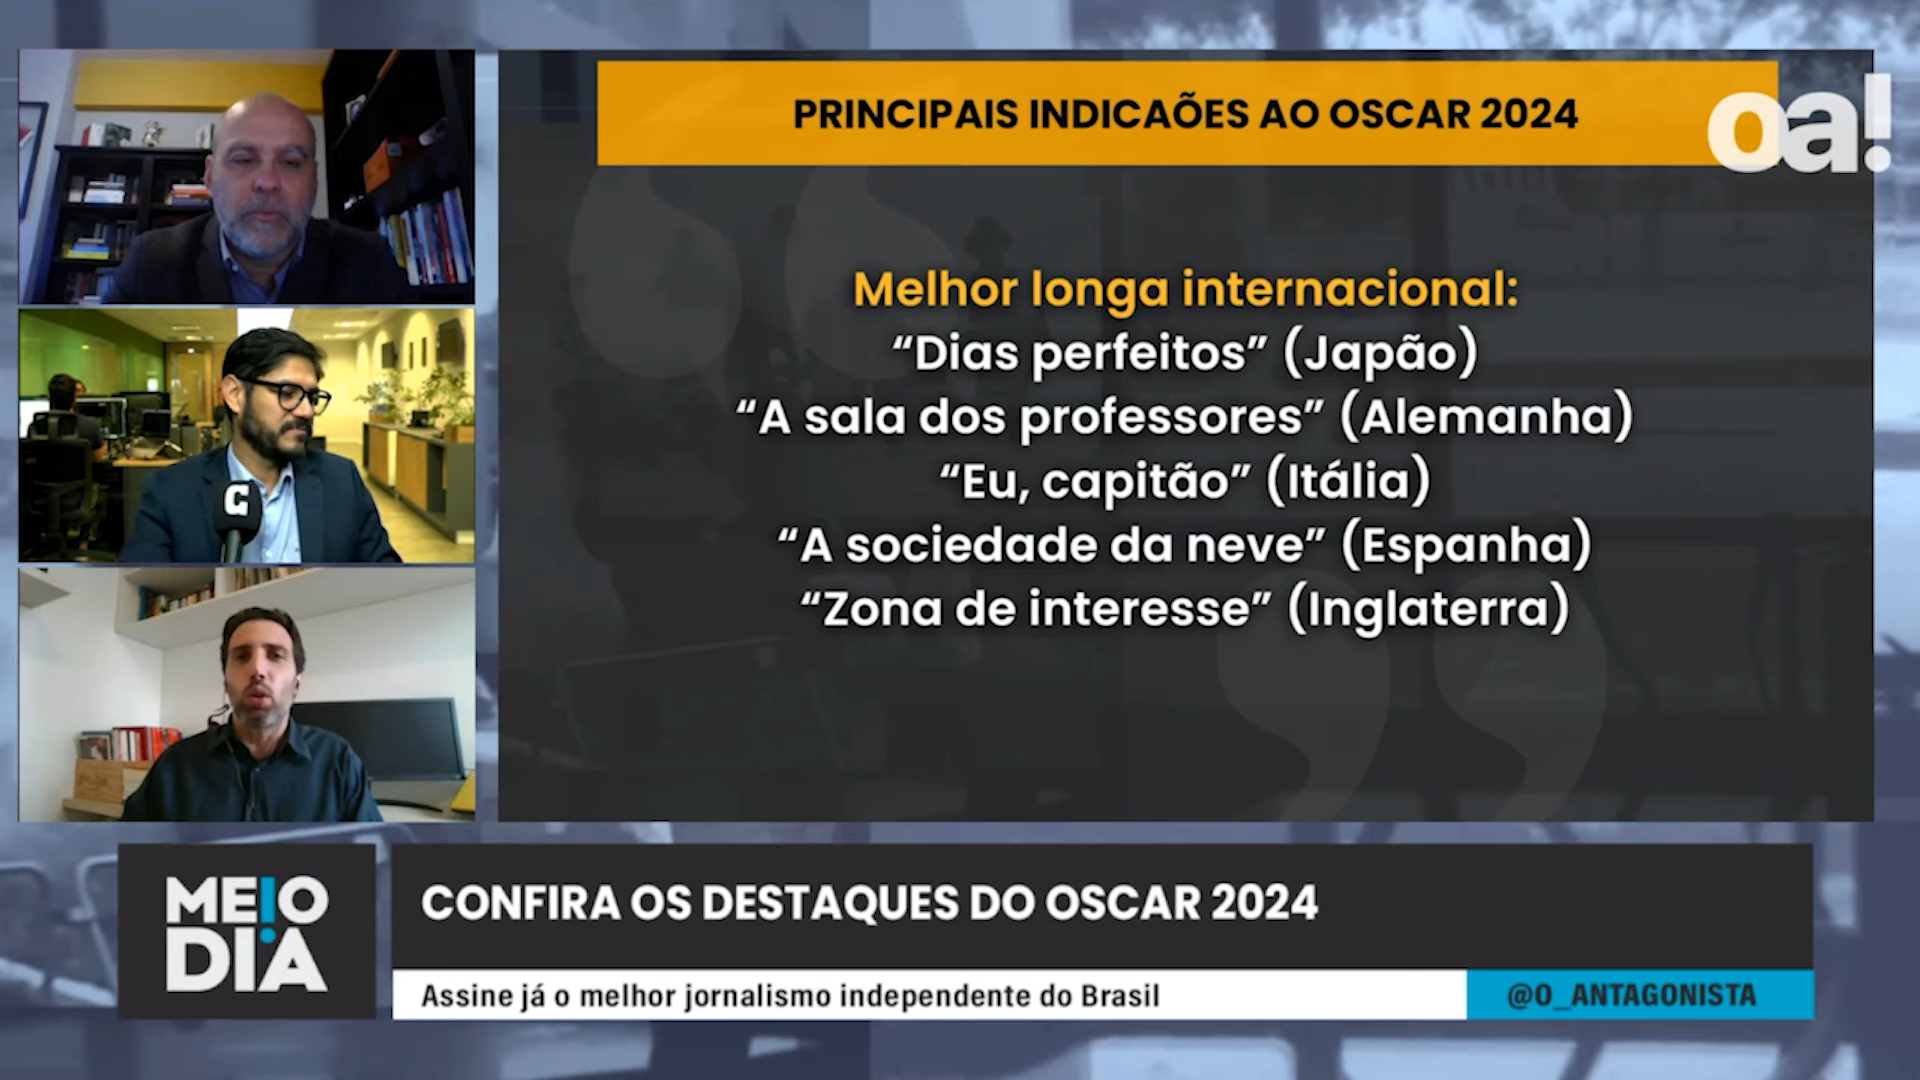 PRINCIPAIS INDICAÕES AO OSCAR 2024
oa!
Melhor longa internacional:
“Dias perfeitos” (Japão)
“A sala dos professores” (Alemanha)
“Eu, capitão” (Itália)
“A sociedade da neve” (Espanha)
“Zona de interesse” (Inglaterra)
G
MEIO
DIA
CONFIRA OS DESTAQUES DO OSCAR 2024
Assine já o melhor jornalismo independente do Brasil
@O_ANTAGONISTA